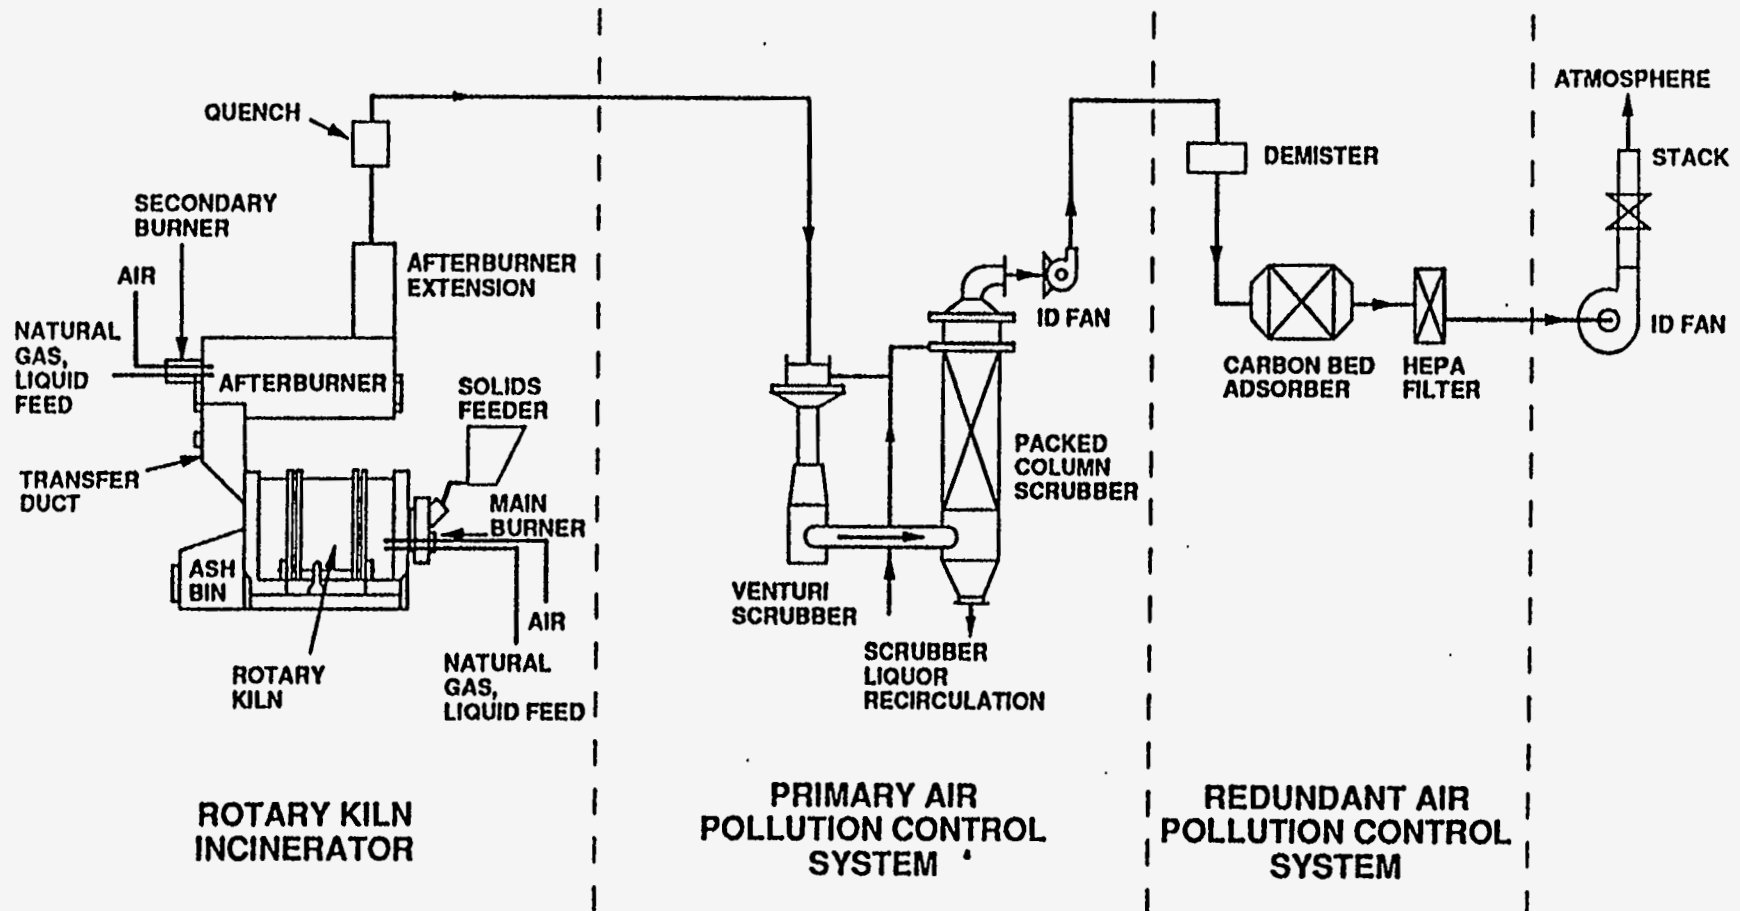 QUENCH
SECONDARY
BURNER
AIR
NATURAL
GAS,
LIQUID
FEED
AFTERBURNER
EXTENSION
AFTERBURNER
SOLIDS
FEEDER
TRANSFER
DUCT
MAIN
BURNER
ASH
BIN
AIR
ROTARY
KILN
NATURAL
GAS,
LIQUID FEED
ROTARY KILN
INCINERATOR
ID FAN
PACKED
COLUMN
SCRUBBER
VENTURI
SCRUBBER
SCRUBBER
LIQUOR
RECIRCULATION
PRIMARY AIR
POLLUTION CONTROL
SYSTEM
DEMISTER
CARBON BED
ADSORBER
HEPA
FILTER
REDUNDANT AIR
POLLUTION CONTROL
SYSTEM
ATMOSPHERE
STACK
ID FAN